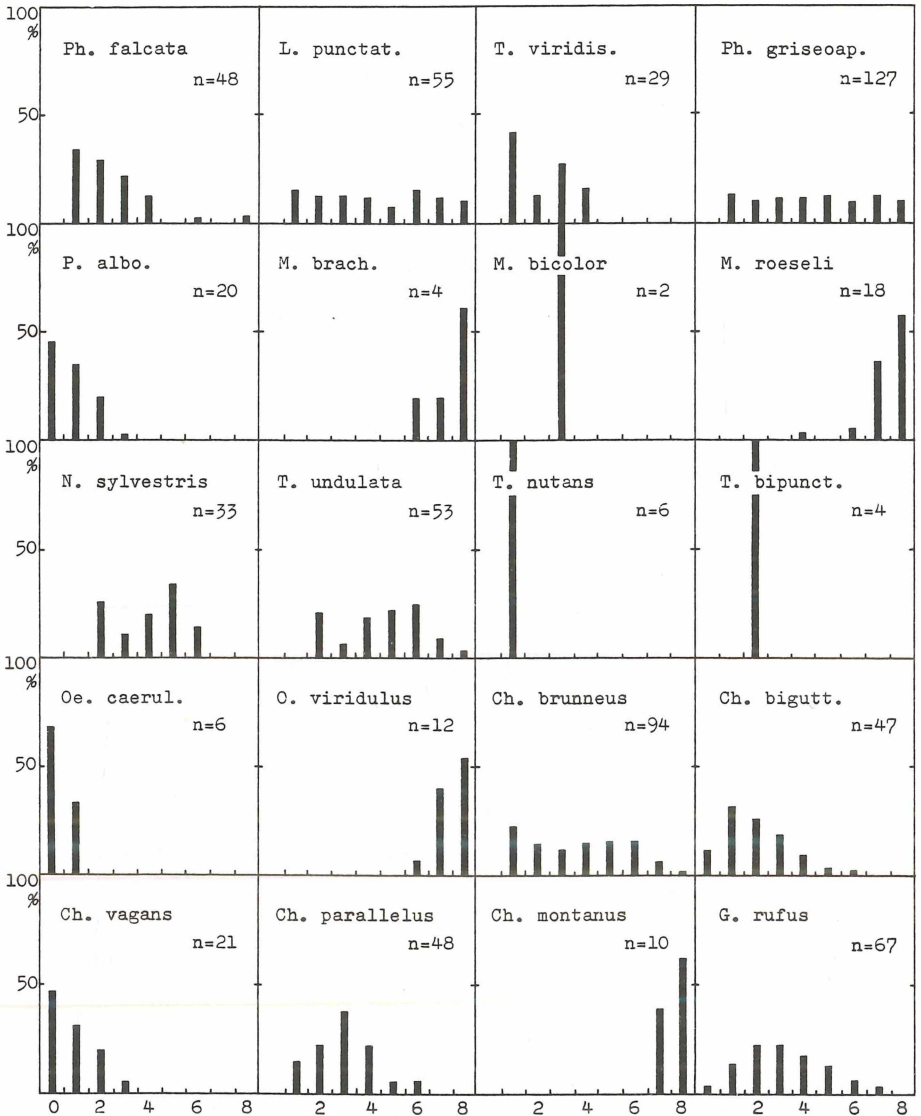 100
%
Ph. falcata
n=48
L. punctat.
n=55
T. viridis.
n=29
Ph. griseoap.
n=127
50
100
%
P. albo.
n=20
M. brach.
n=4
M. bicolor
n=2
M. roeseli
n=18
50
100
%
N. sylvestris
n=33
T. undulata
n=53
T. nutans
n=6
T. bipunct.
n=4
50
100
%
Oe. caerul.
n=6
O. viridulus
n=12
Ch. brunneus
n=94
Ch. bigutt.
n=47
50
100
%
Ch. vagans
n=21
Ch. parallelus
n=48
Ch. montanus
n=10
G. rufus
n=67
50
0 2 4 6 8 2 4 6 8 2 4 6 8 2 4 6 8